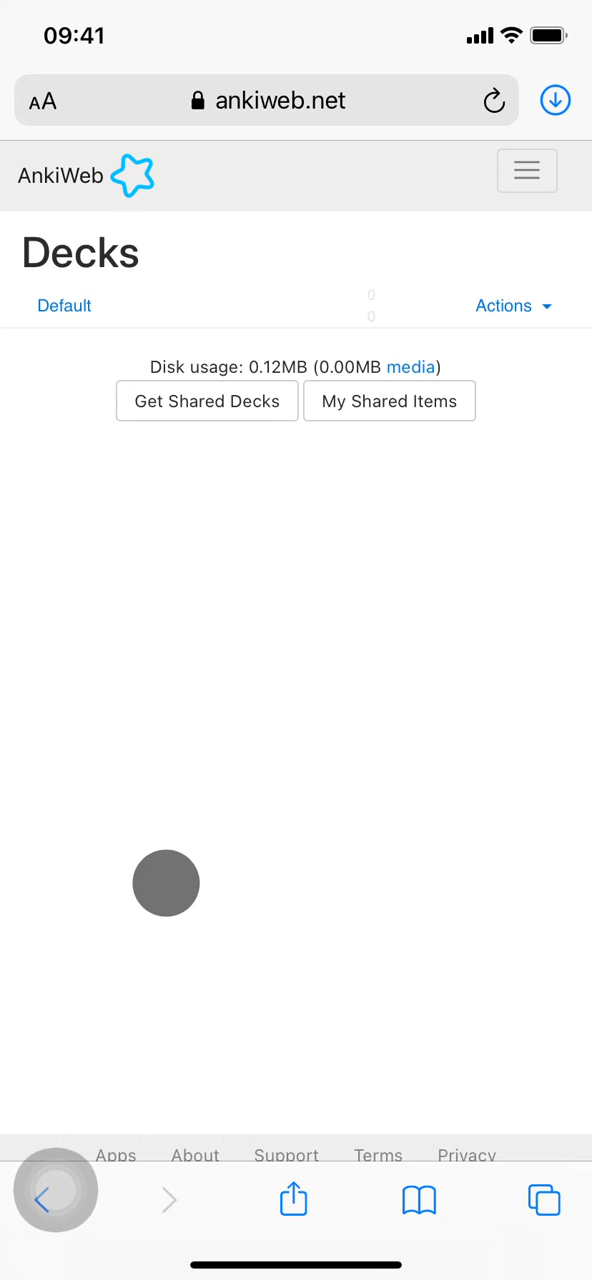 09:41
AA ankiweb.net
AnkiWeb
Decks
Default 0 Actions
0
Disk usage: 0.12MB (0.00MB media)
Get Shared Decks My Shared Items
Apps About Support Terms Privacy